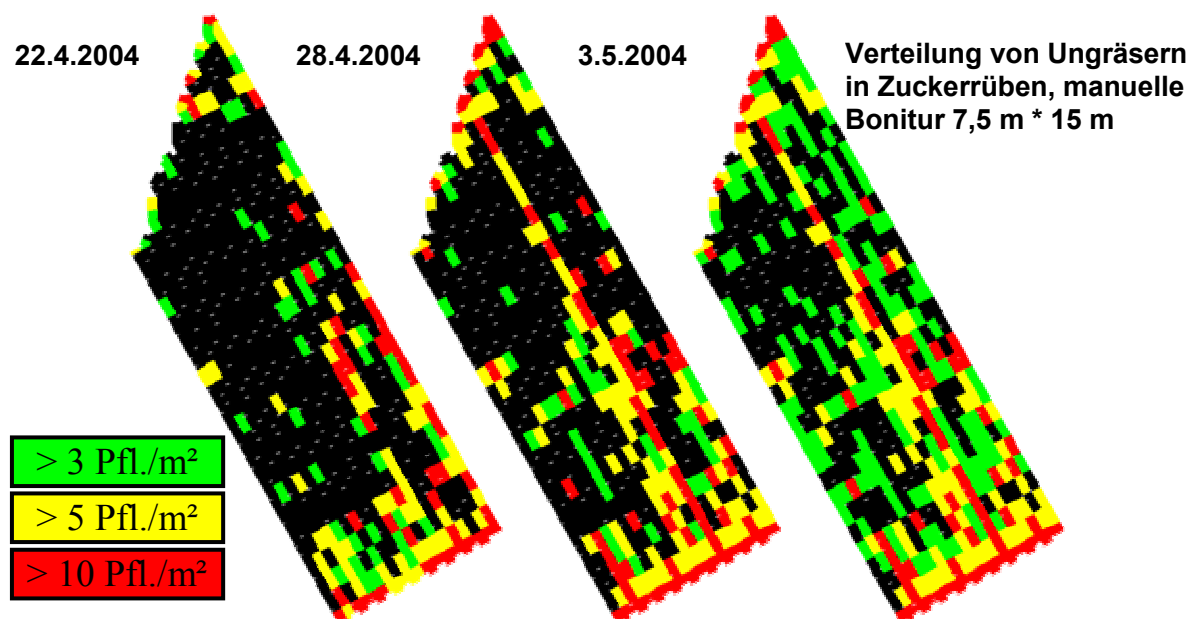 22.4.2004
28.4.2004
3.5.2004
Verteilung von Ungräsern
in Zuckerrüben, manuelle
Bonitur 7,5 m * 15 m
> 3 Pfl./m²
> 5 Pfl./m²
> 10 Pfl./m²